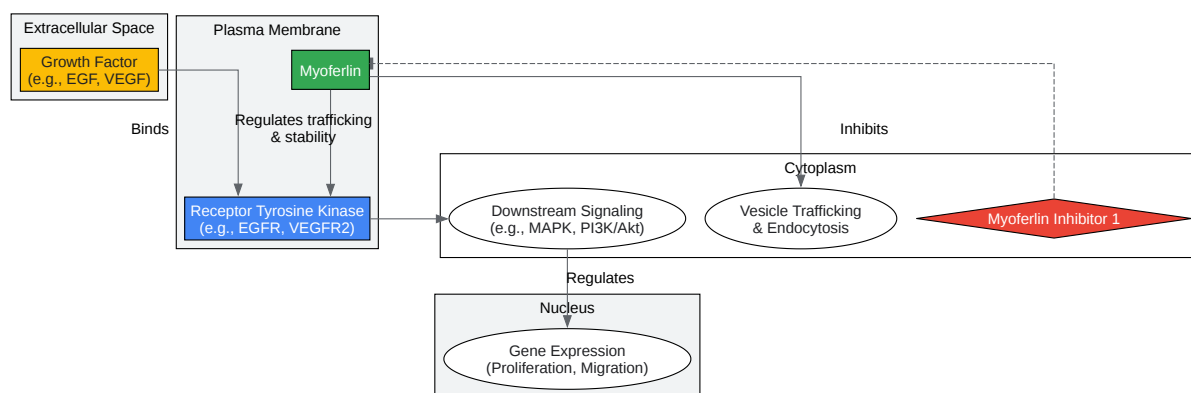 Extracellular Space
Growth Factor
(e.g., EGF, VEGF)
Binds
Plasma Membrane
Myoferlin
Regulates trafficking
& stability
Receptor Tyrosine Kinase
(e.g., EGFR, VEGFR2)
Inhibits
Cytoplasm
Downstream Signaling
(e.g., MAPK, PI3K/Akt)
Vesicle Trafficking
& Endocytosis
Myoferlin Inhibitor 1
Regulates
Nucleus
Gene Expression
(Proliferation, Migration)